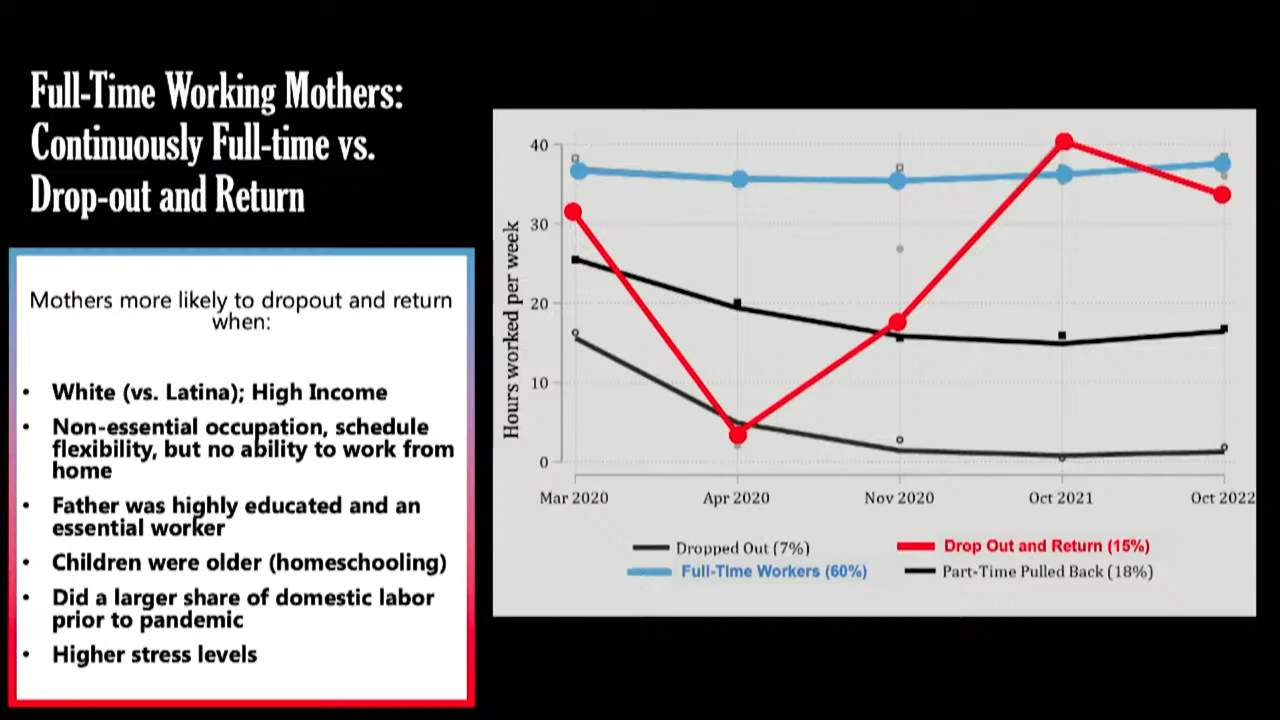 Full-Time Working Mothers:
Continuously Full-time vs.
Drop-out and Return
Mothers more likely to dropout and return
when:
• White (vs. Latina); High Income
• Non-essential occupation, schedule
flexibility, but no ability to work from
home
• Father was highly educated and an
essential worker
• Children were older (homeschooling)
• Did a larger share of domestic labor
prior to pandemic
• Higher stress levels
Hours worked per week
40
30
20
10
0
Mar 2020 Apr 2020 Nov 2020 Oct 2021 Oct 2022
Dropped Out (7%) Drop Out and Return (15%)
Full-Time Workers (60%) Part-Time Pulled Back (18%)